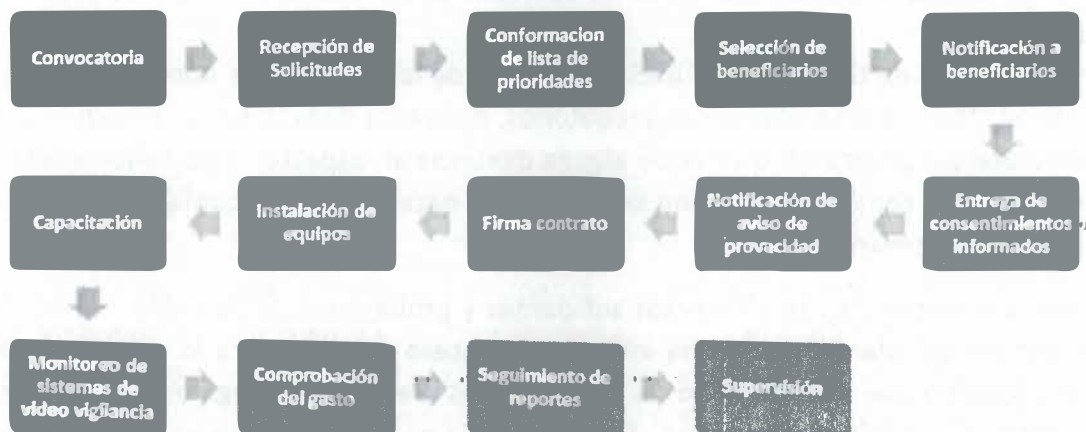 Convocatoria
Recepción de
Solicitudes
Conformacion
de lista de
prioridades
Selección de
beneficiarios
Notificación a
beneficiarios
Entrega de
consentimientos
informados
Notificación de
aviso de
provacidad
Firma contrato
Instalación de
equipos
Capacitación
Monitoreo de
sistemas de
video vigilancia
Comprobación
del gasto
Seguimiento de
reportes
Supervisión